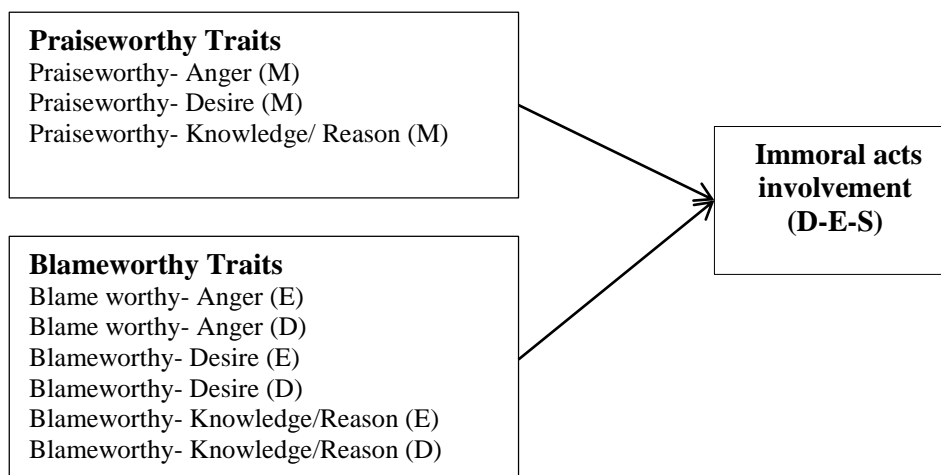 Praiseworthy Traits
Praiseworthy- Anger (M)
Praiseworthy- Desire (M)
Praiseworthy- Knowledge/ Reason (M)
Immoral acts
involvement
(D-E-S)
Blameworthy Traits
Blame worthy- Anger (E)
Blame worthy- Anger (D)
Blameworthy- Desire (E)
Blameworthy- Desire (D)
Blameworthy- Knowledge/Reason (E)
Blameworthy- Knowledge/Reason (D)